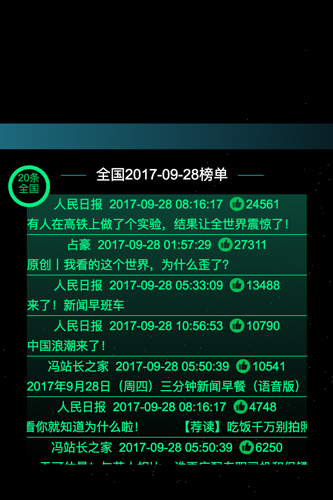 20条
全国
全国2017-09-28榜单
人民日报 2017-09-28 08:16:17 24561
有人在高铁上做了个实验，结果让全世界震惊了！
占豪 2017-09-28 01:57:29 27311
原创丨我看的这个世界，为什么歪了？
人民日报 2017-09-28 05:33:09 13488
来了！新闻早班车
人民日报 2017-09-28 10:56:53 10790
中国浪潮来了！
冯站长之家 2017-09-28 05:50:39 10541
2017年9月28日（周四）三分钟新闻早餐（语音版）
人民日报 2017-09-28 08:16:17 4748
看你就知道为什么啦！ 【荐读】吃饭千万别拍照
冯站长之家 2017-09-28 05:50:39 6250